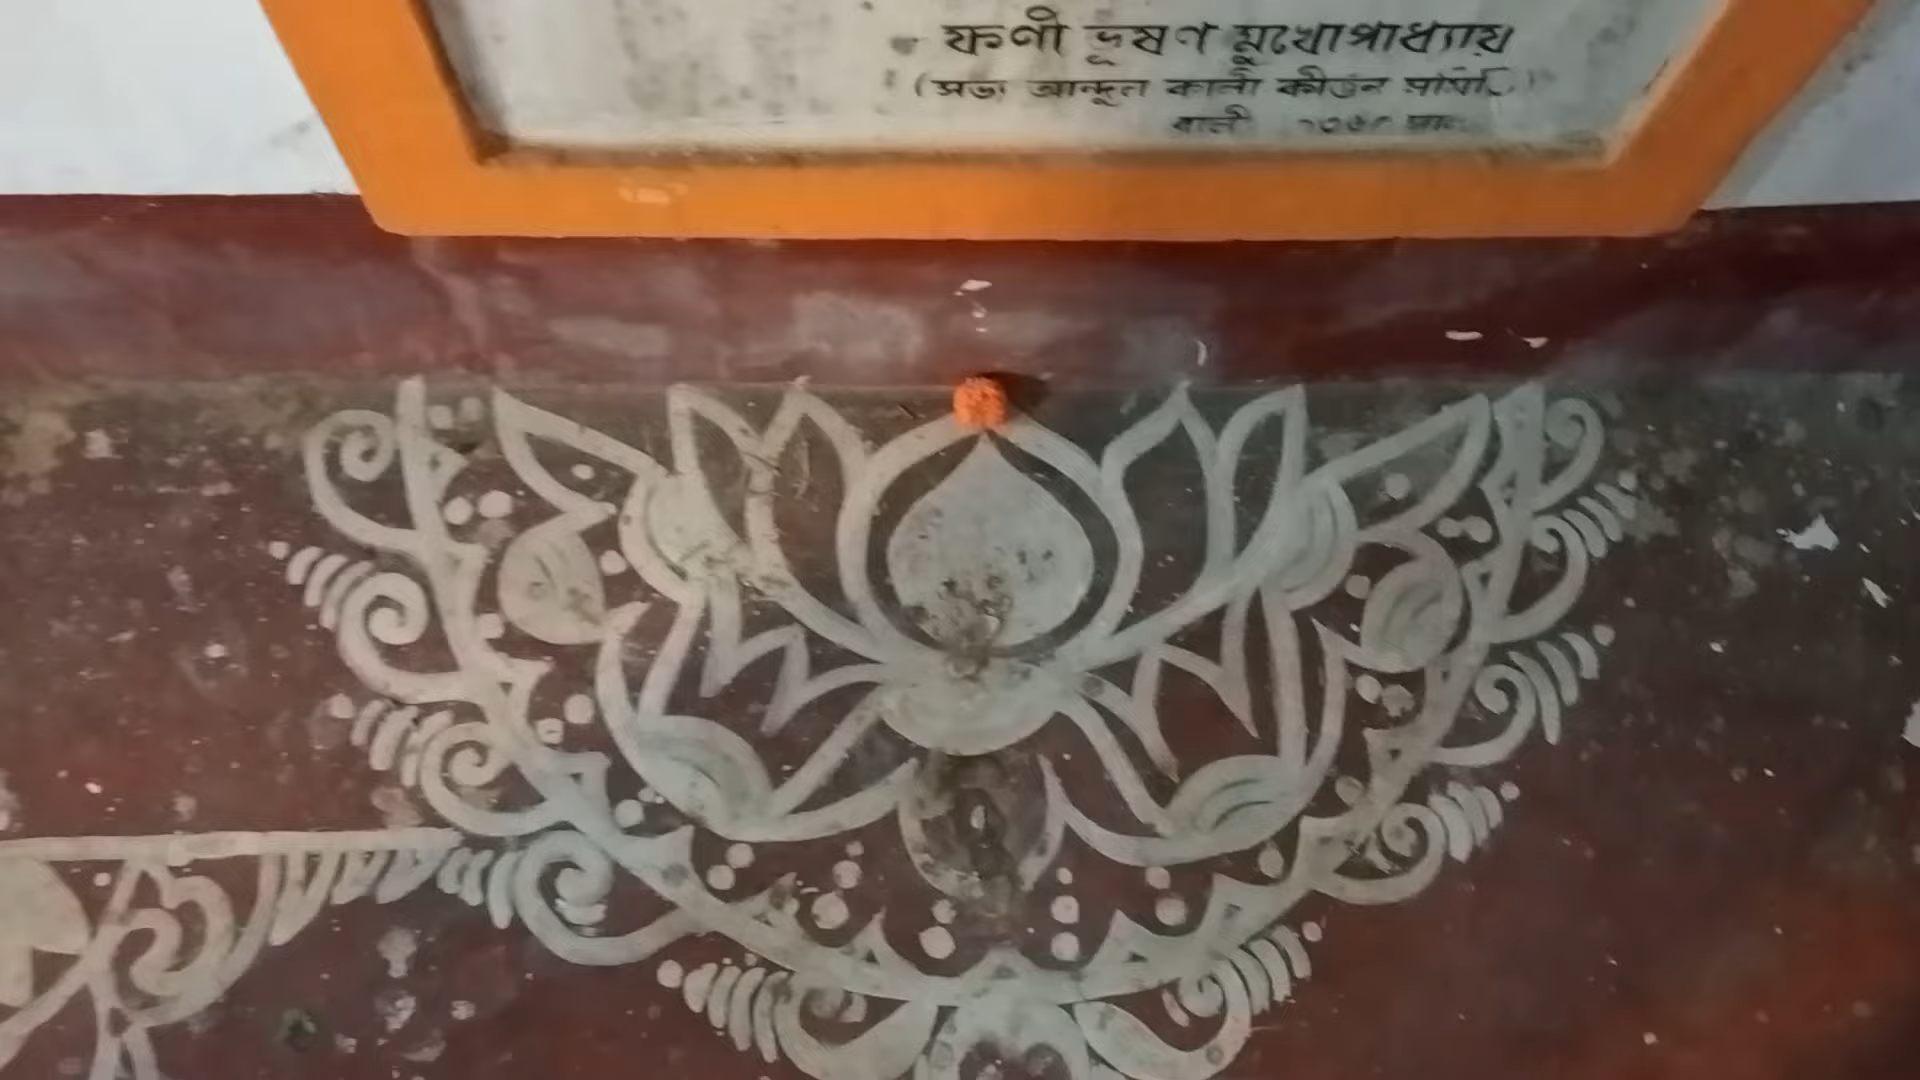 ফণী ভূষণ মুখোপাধ্যায়
(সভ্য আন্দুল কালী কীর্তন সমিতি)
সাল